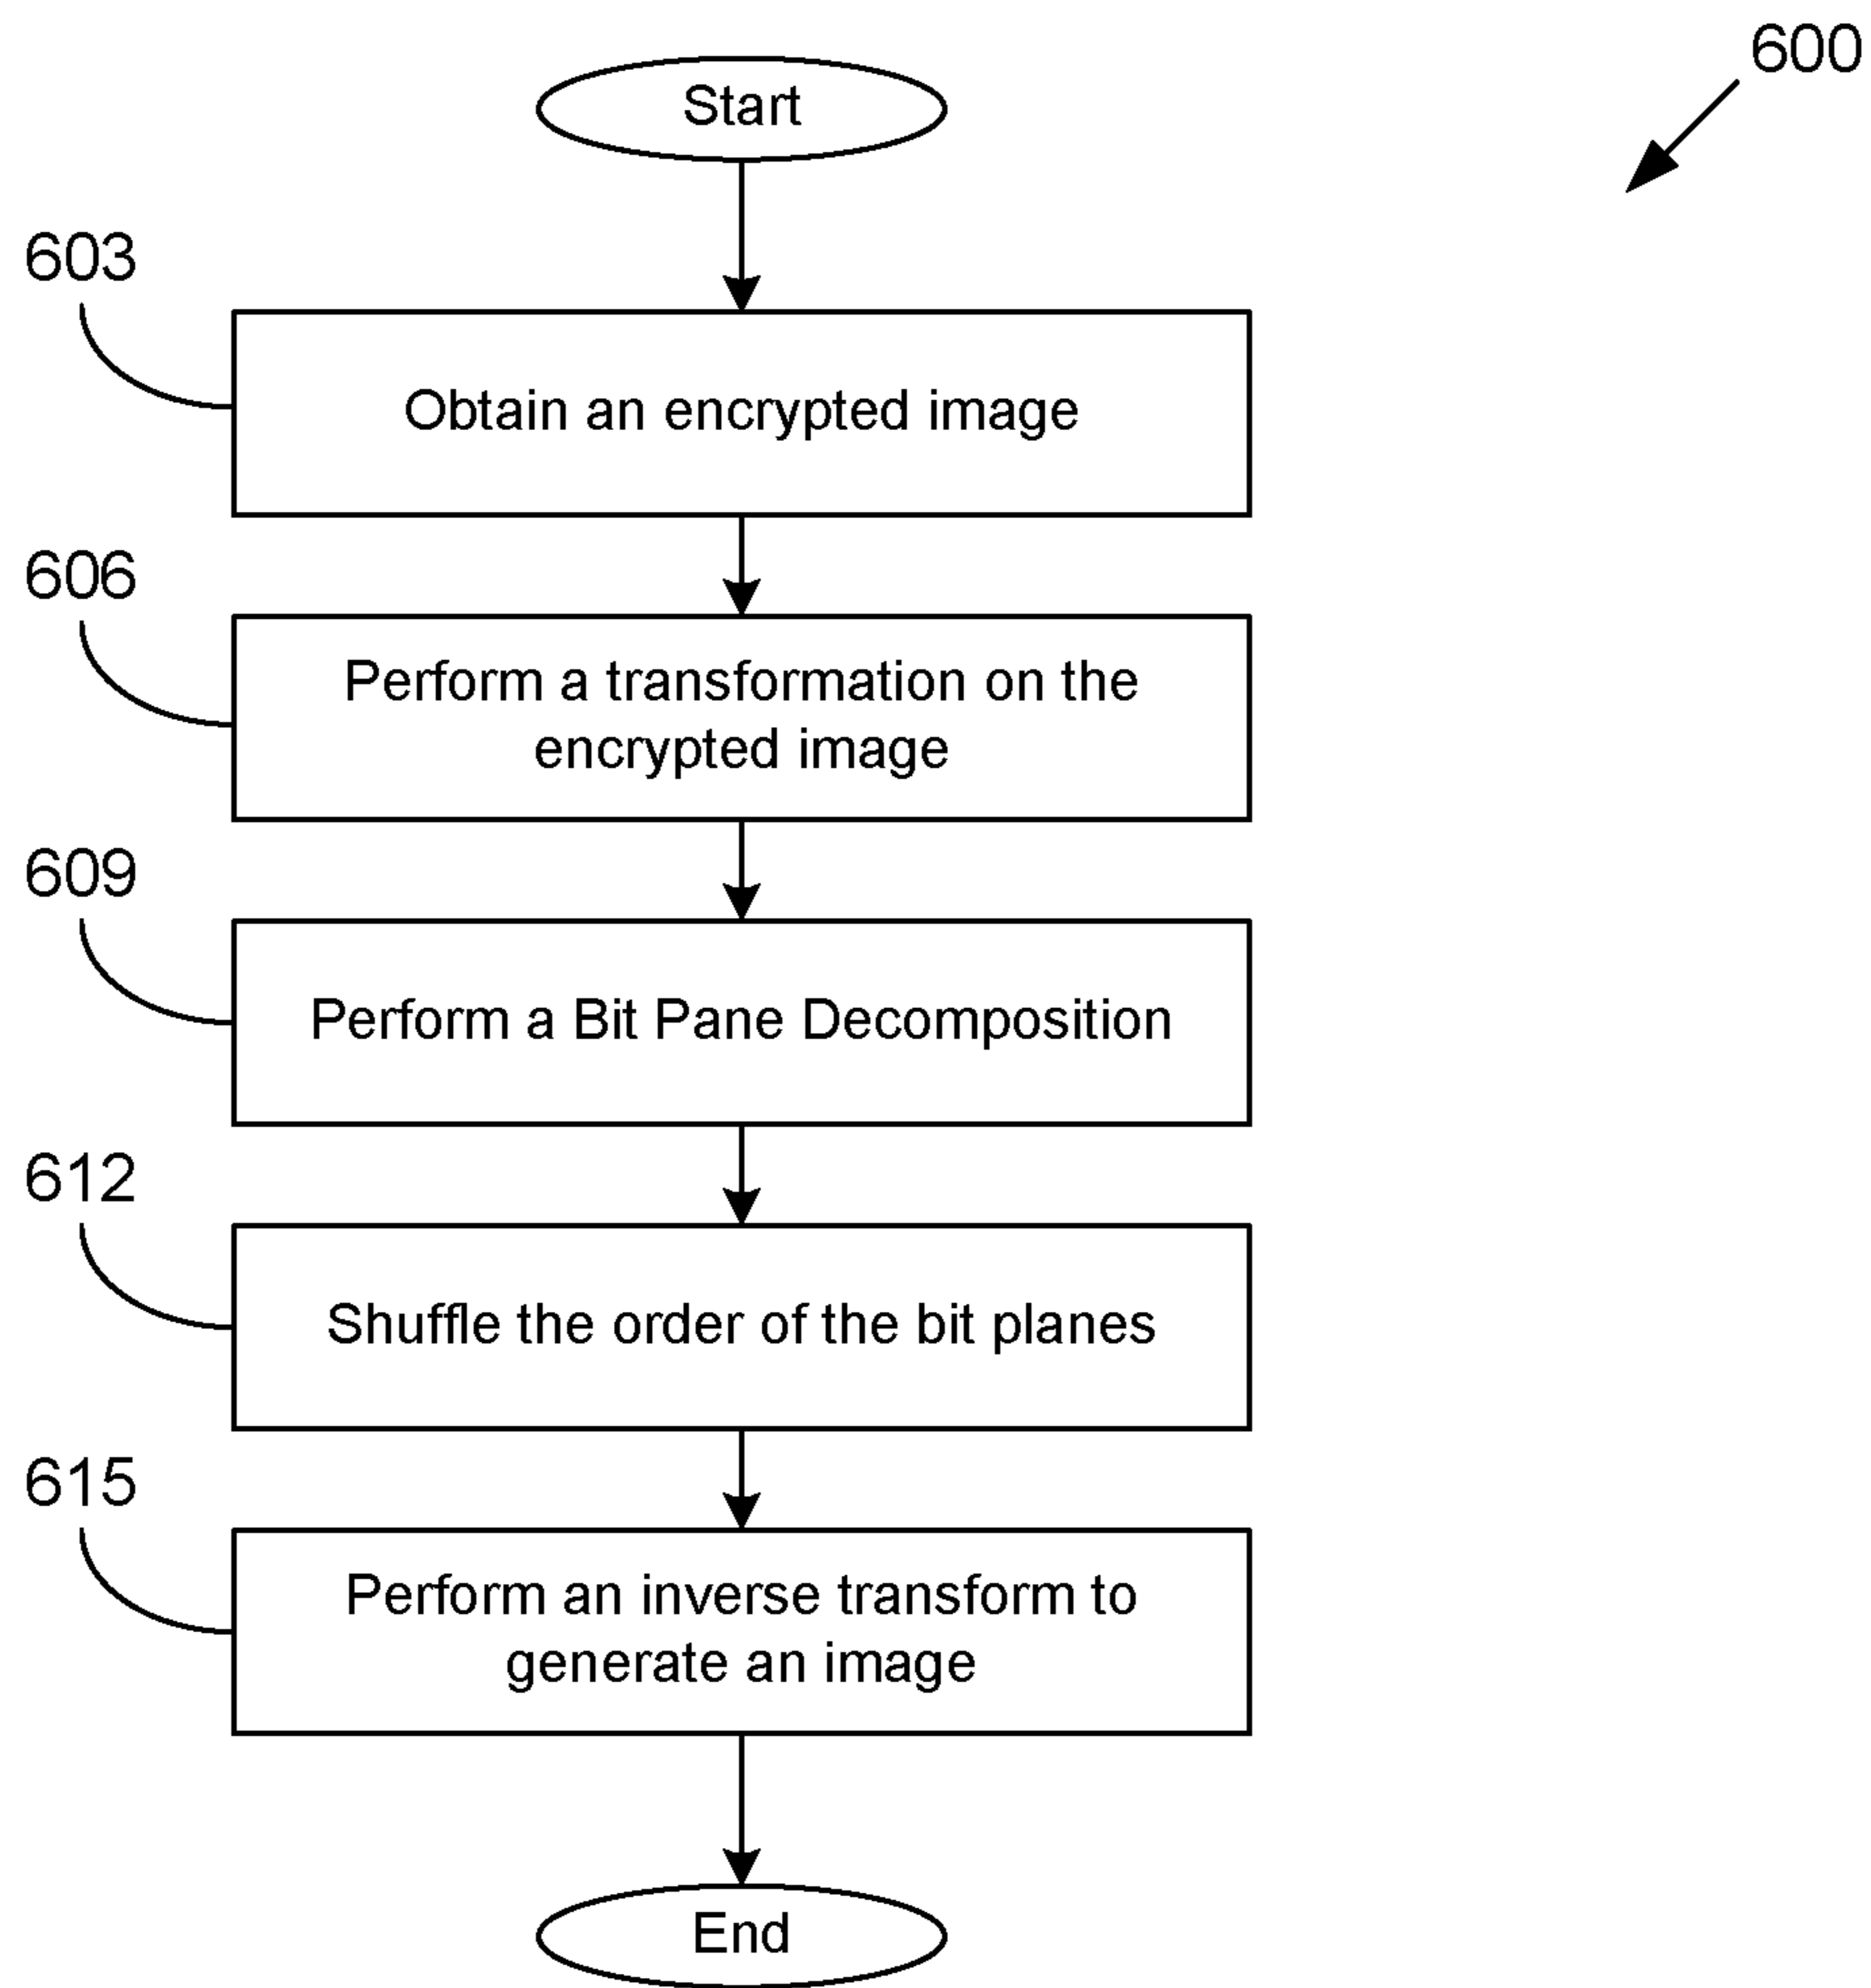 600
Start
603
Obtain an encrypted image
606
Perform a transformation on the
encrypted image
609
Perform a Bit Pane Decomposition
612
Shuffle the order of the bit planes
615
Perform an inverse transform to
generate an image
End